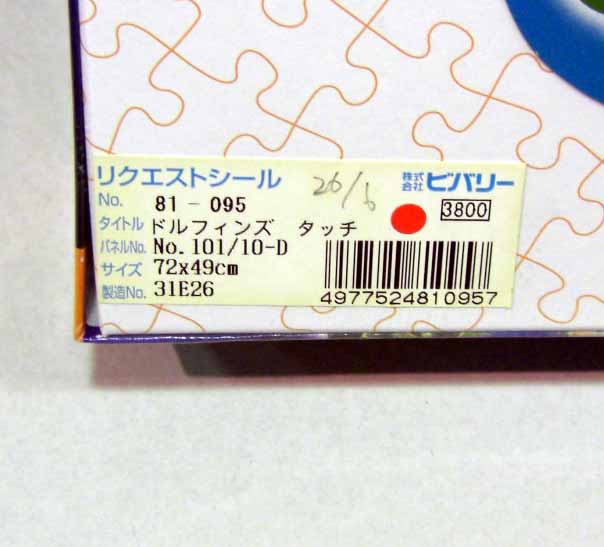 リクエストシール 26/6 株式会社 ビバリー
No. 81-095 3800
タイトル ドルフィンズ タッチ
パネルNo. No. 101/10-D
サイズ 72x49cm
製造No. 31E26
4977524810957